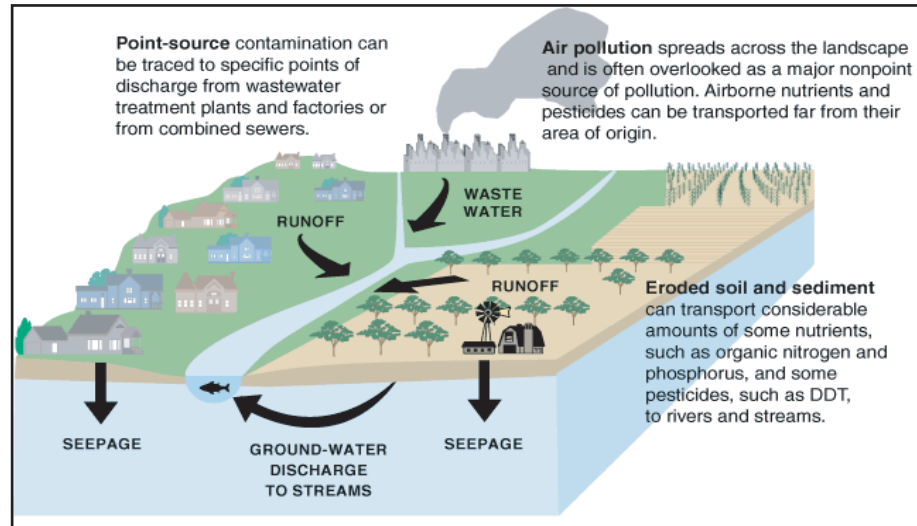 Point-source contamination can
be traced to specific points of
discharge from wastewater
treatment plants and factories or
from combined sewers.
Air pollution spreads across the landscape
and is often overlooked as a major nonpoint
source of pollution. Airborne nutrients and
pesticides can be transported far from their
area of origin.
WASTE
WATER
RUNOFF
RUNOFF
Eroded soil and sediment
can transport considerable
amounts of some nutrients,
such as organic nitrogen and
phosphorus, and some
pesticides, such as DDT,
to rivers and streams.
SEEPAGE
GROUND-WATER
DISCHARGE
TO STREAMS
SEEPAGE